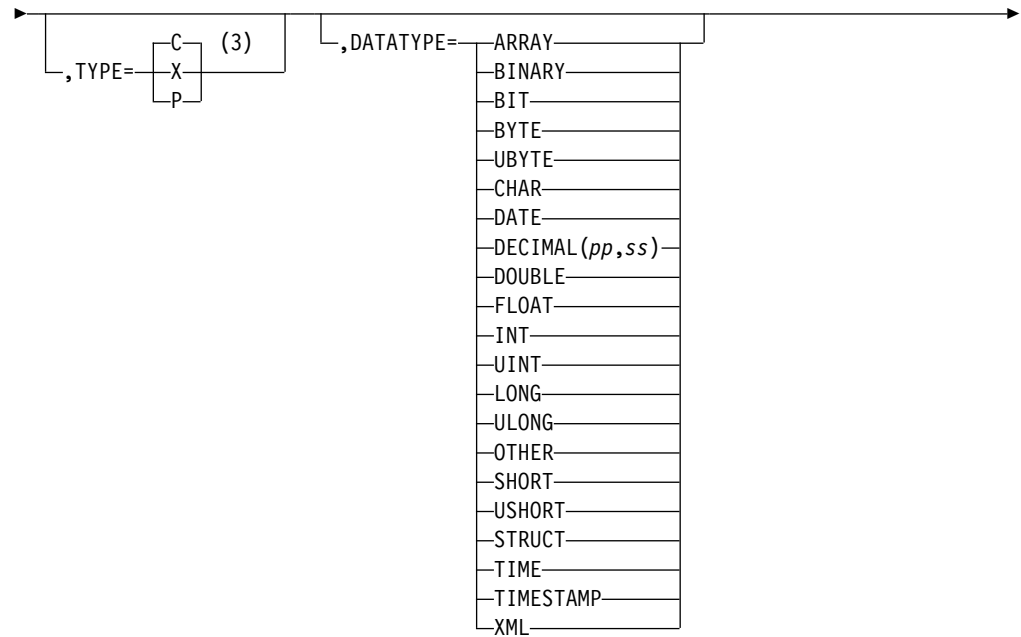 C (3)
,TYPE= X
P
,DATATYPE= ARRAY
BINARY
BIT
BYTE
UBYTE
CHAR
DATE
DECIMAL(pp,ss)
DOUBLE
FLOAT
INT
UINT
LONG
ULONG
OTHER
SHORT
USHORT
STRUCT
TIME
TIMESTAMP
XML